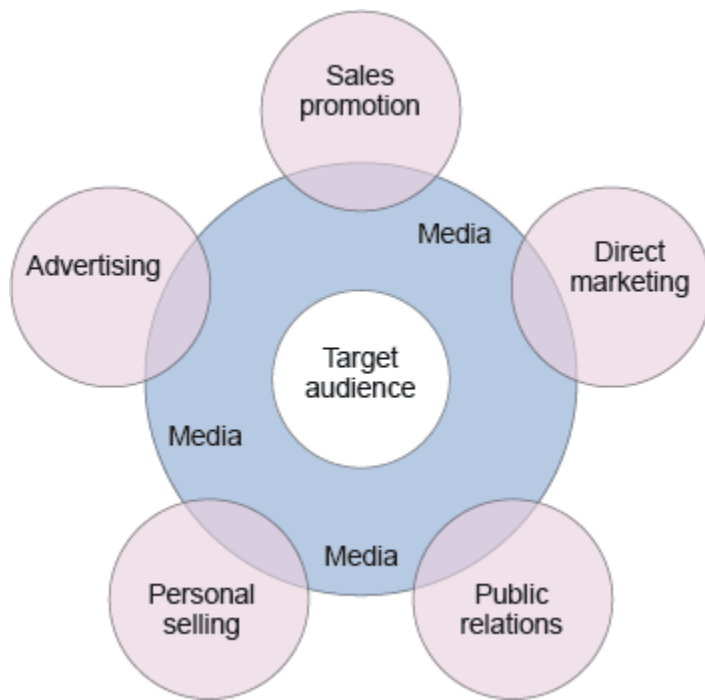 Sales
promotion
Media
Direct
marketing
Advertising
Target
audience
Media
Media
Personal
selling
Public
relations